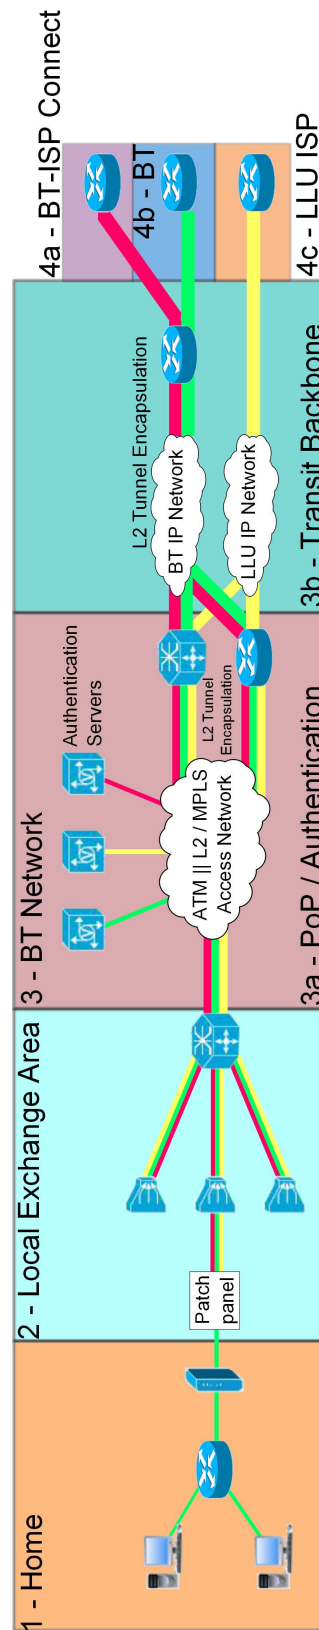 1 - Home
Patch
panel
2 - Local Exchange Area
3 - BT Network
Authentication
Servers
ATM || L2 / MPLS
Access Network
L2 Tunnel
Encapsulation
3a - PoP / Authentication
L2 Tunnel Encapsulation
BT IP Network
LLU IP Network
3b - Transit Backbone
4a - BT-ISP Connect
4b - BT
4c - LLU ISP